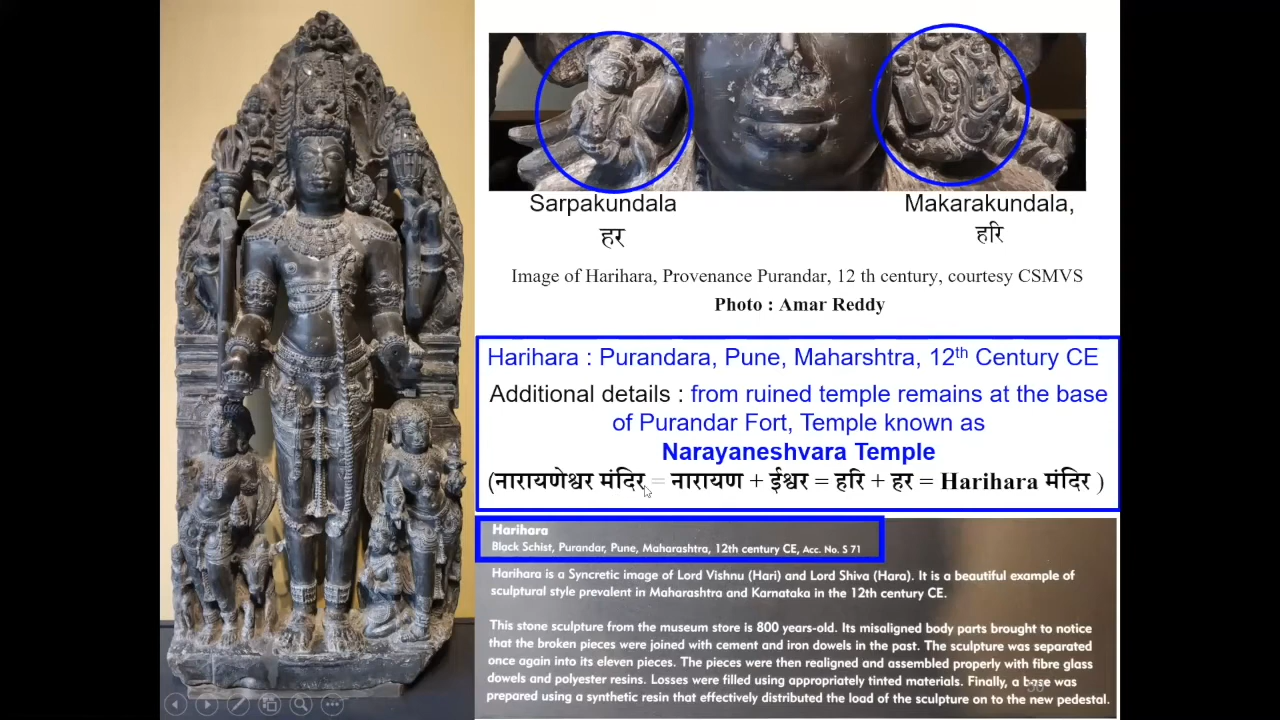 Sarpakundala
हर
Makarakundala,
हरि
Image of Harihara, Provenance Purandar, 12 th century, courtesy CSMVS
Photo : Amar Reddy
Harihara : Purandara, Pune, Maharshtra, 12th Century CE
Additional details : from ruined temple remains at the base
of Purandar Fort, Temple known as
Narayaneshvara Temple
(नारायणेश्वर मंदिर = नारायण + ईश्वर = हरि + हर = Harihara मंदिर )
Harihara
Black Schist, Purandar, Pune, Maharashtra, 12th century CE, Acc. No. S 71
Harihara is a Syncretic image of Lord Vishnu (Hari) and Lord Shiva (Hara). It is a beautiful example of
sculptural style prevalent in Maharashtra and Karnataka in the 12th century CE.
This stone sculpture from the museum store is 800 years-old. Its misaligned body parts brought to notice
that the broken pieces were joined with cement and iron dowels in the past. The sculpture was separated
once again into its eleven pieces. The pieces were then realigned and assembled properly with fibre glass
dowels and polyester resins. Losses were filled using appropriately tinted materials. Finally, a base was
prepared using a synthetic resin that effectively distributed the load of the sculpture on to the new pedestal.